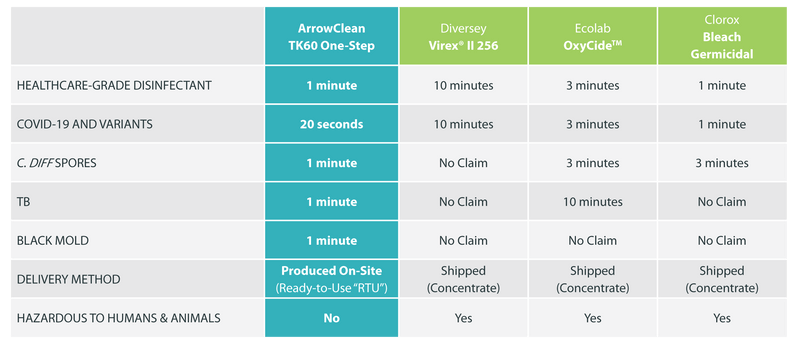 ArrowClean
TK60 One-Step
Diversey
Virex® II 256
Ecolab
OxyCide™
Clorox
Bleach
Germicidal
HEALTHCARE-GRADE DISINFECTANT 1 minute 10 minutes 3 minutes 1 minute
COVID-19 AND VARIANTS 20 seconds 10 minutes 3 minutes 1 minute
C. DIFF SPORES 1 minute No Claim 3 minutes 3 minutes
TB 1 minute No Claim 10 minutes No Claim
BLACK MOLD 1 minute No Claim No Claim No Claim
DELIVERY METHOD
Produced On-Site
(Ready-to-Use “RTU”)
Shipped
(Concentrate)
Shipped
(Concentrate)
Shipped
(Concentrate)
HAZARDOUS TO HUMANS & ANIMALS No Yes Yes Yes